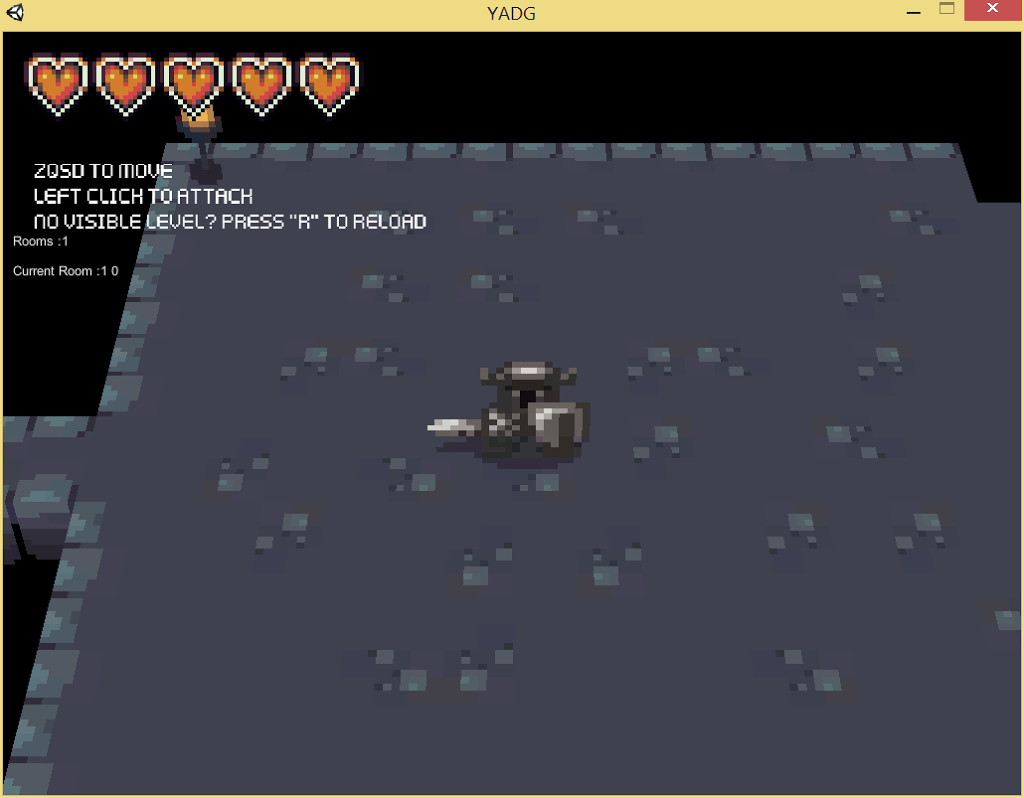 YADG
ZQSD TO MOVE
LEFT CLICK TO ATTACK
NO VISIBLE LEVEL? PRESS "R" TO RELOAD
Rooms :1
Current Room :1 0